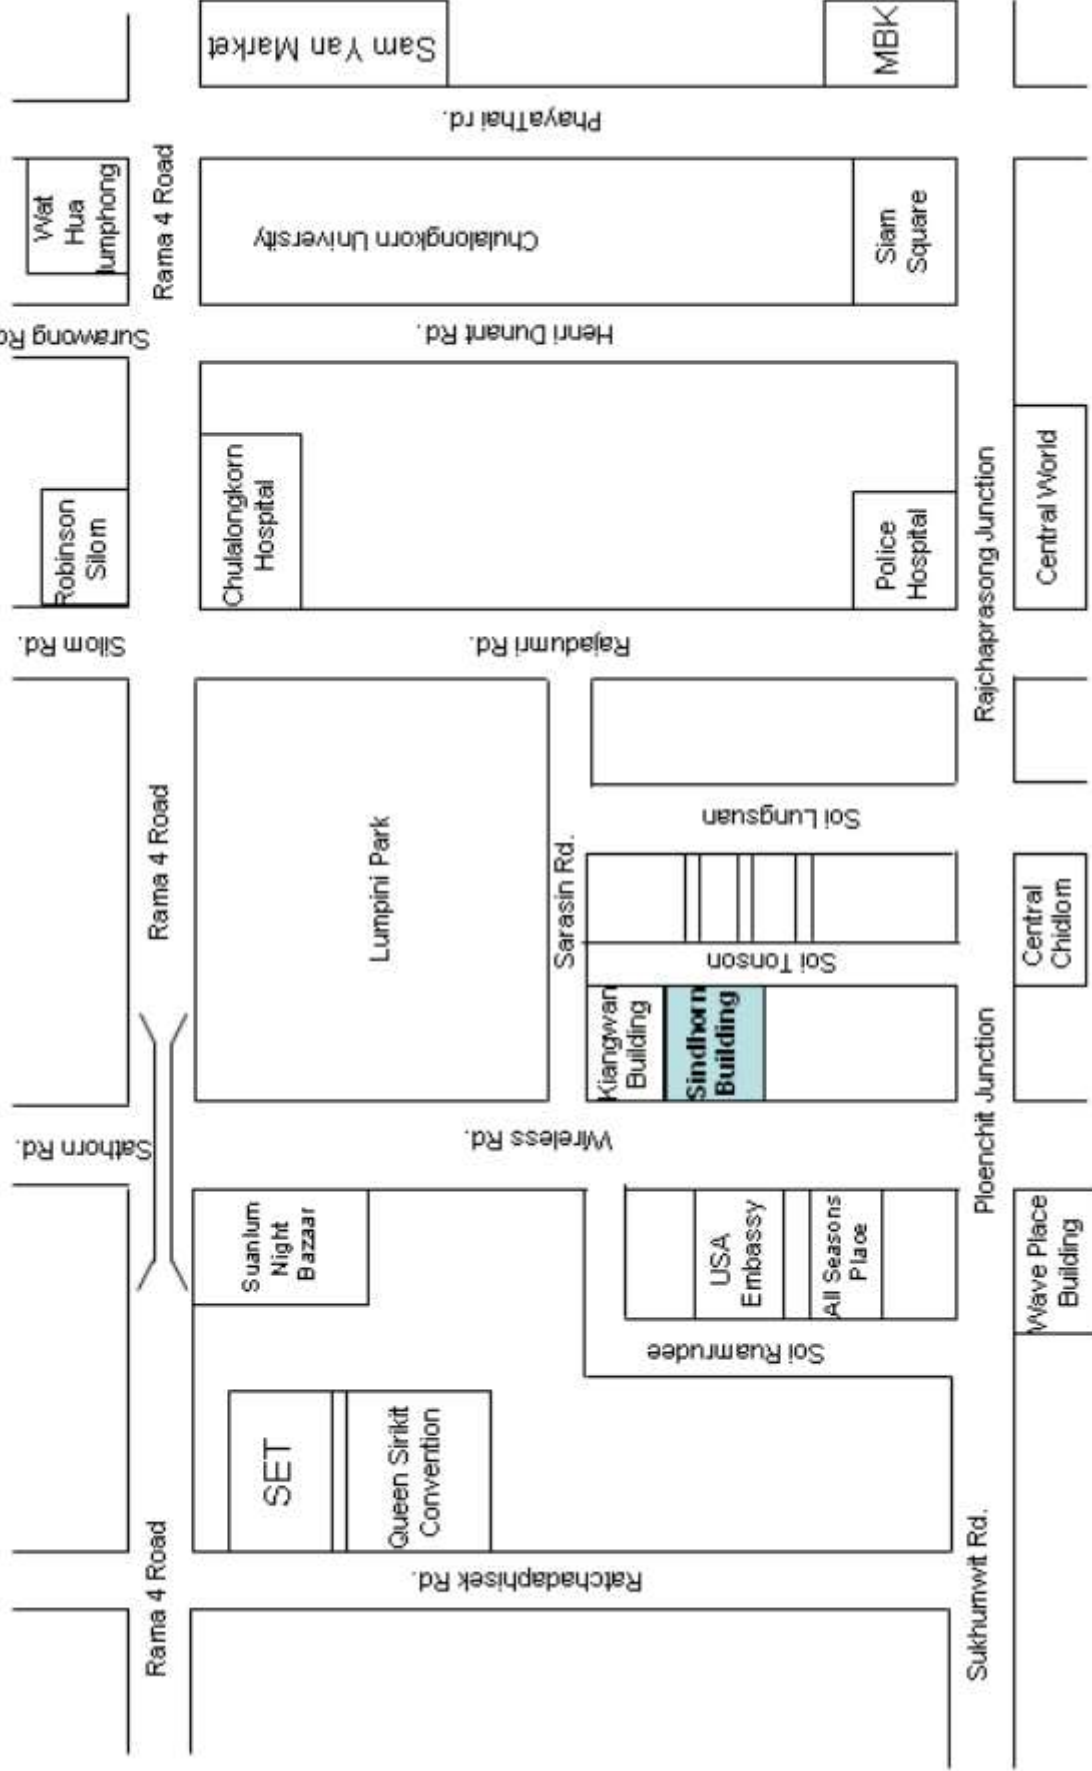 Sathorn Rd.
Silom Rd.
Robinson
Silom
Surawong Rd
Wat
Hua
lumphong
Rama 4 Road
Rama 4 Road
Rama 4 Road
SET
Queen Sirikit
Convention
Suanlum
Night
Bazaar
Lumpini Park
Chulalongkorn
Hospital
Chulalongkorn University
Sam Yan Market
Ratchadaphisek Rd.
Wireless Rd.
Rajadumri Rd.
Henri Dunant Rd.
PhayaThai rd.
Sarasin Rd.
Soi Ruamrudee
USA
Embassy
All Seasons
Place
Kiangwan
Building
Sindhorn
Building
Soi Tonson
Soi Lungsuan
Police
Hospital
Siam
Square
MBK
Sukhumwit Rd.
Ploenchit Junction
Rajchaprasong Junction
Wave Place
Building
Central
Chidlom
Central World